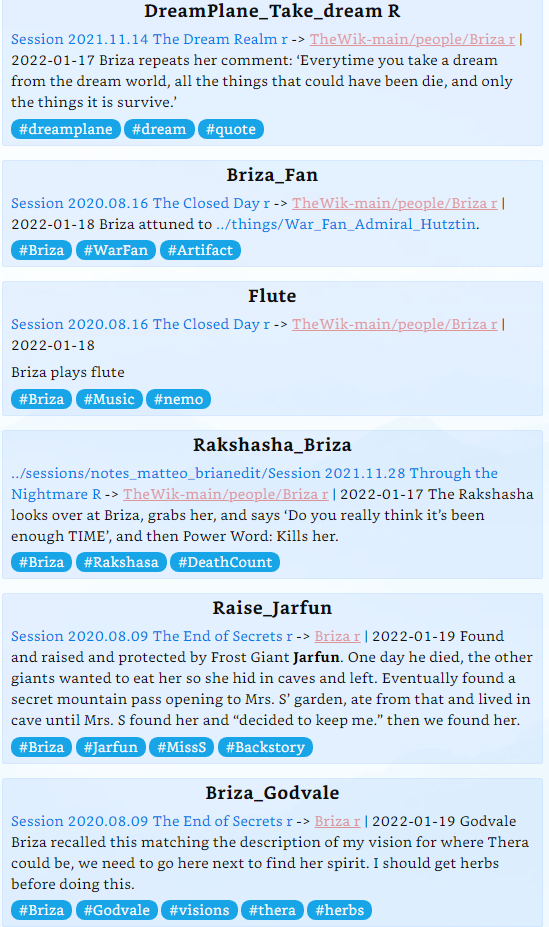 DreamPlane_Take_dream R
Session 2021.11.14 The Dream Realm r -> TheWik-main/people/Briza r |
2022-01-17 Briza repeats her comment: ‘Everytime you take a dream
from the dream world, all the things that could have been die, and only
the things it is survive.’
#dreamplane #dream #quote
Briza_Fan
Session 2020.08.16 The Closed Day r -> TheWik-main/people/Briza r |
2022-01-18 Briza attuned to ../things/War_Fan_Admiral_Hutztin.
#Briza #WarFan #Artifact
Flute
Session 2020.08.16 The Closed Day r -> TheWik-main/people/Briza r |
2022-01-18
Briza plays flute
#Briza #Music #nemo
Rakshasha_Briza
../sessions/notes_matteo_brianedit/Session 2021.11.28 Through the
Nightmare R -> TheWik-main/people/Briza r | 2022-01-17 The Rakshasha
looks over at Briza, grabs her, and says ‘Do you really think it’s been
enough TIME’, and then Power Word: Kills her.
#Briza #Rakshasa #DeathCount
Raise_Jarfun
Session 2020.08.09 The End of Secrets r -> Briza r | 2022-01-19 Found
and raised and protected by Frost Giant Jarfun. One day he died, the other
giants wanted to eat her so she hid in caves and left. Eventually found a
secret mountain pass opening to Mrs. S’ garden, ate from that and lived in
cave until Mrs. S found her and “decided to keep me.” then we found her.
#Briza #Jarfun #MissS #Backstory
Briza_Godvale
Session 2020.08.09 The End of Secrets r -> Briza r | 2022-01-19 Godvale
Briza recalled this matching the description of my vision for where Thera
could be, we need to go here next to find her spirit. I should get herbs
before doing this.
#Briza #Godvale #visions #thera #herbs